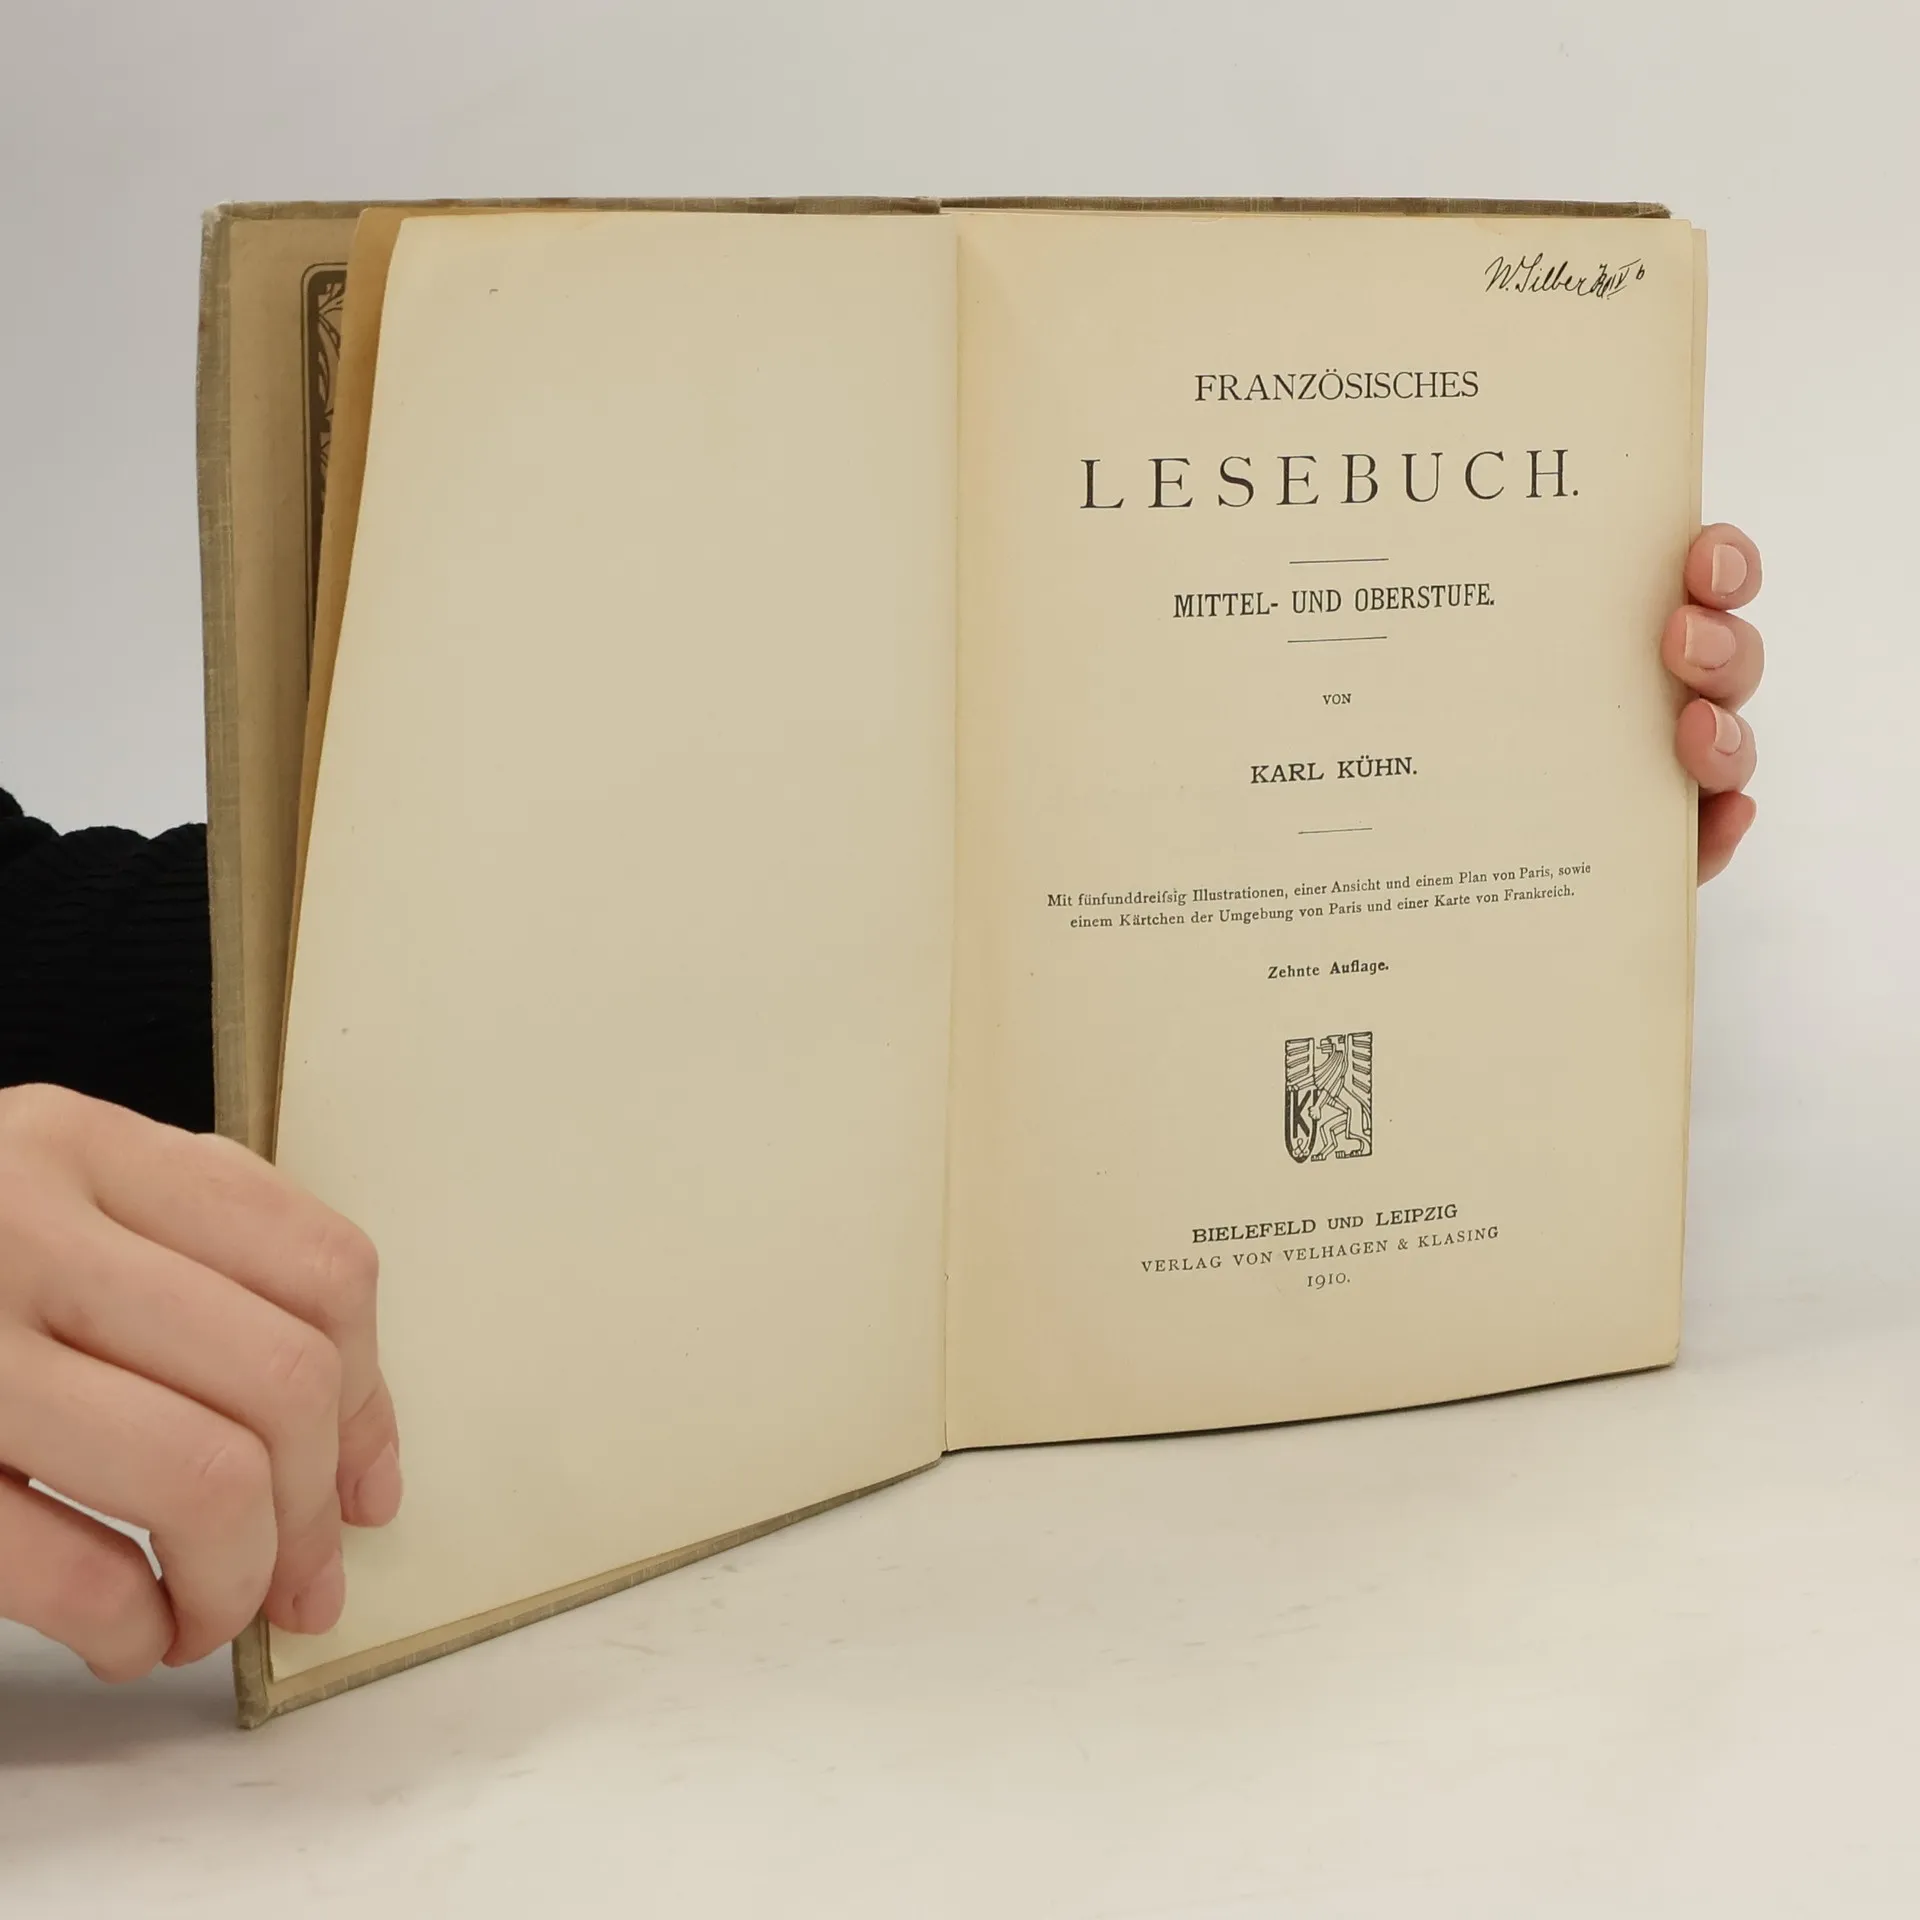 W. Silber
FRANZÖSISCHES
LESEBUCH.
MITTEL- UND OBERSTUFE.
VON
KARL KÜHN.
Mit fünfunddreiſsig Illustrationen, einer Ansicht und einem Plan von Paris, sowie
einem Kärtchen der Umgebung von Paris und einer Karte von Frankreich.
Zehnte Auflage.
K
&
BIELEFELD UND LEIPZIG
VERLAG VON VELHAGEN & KLASING
1910.